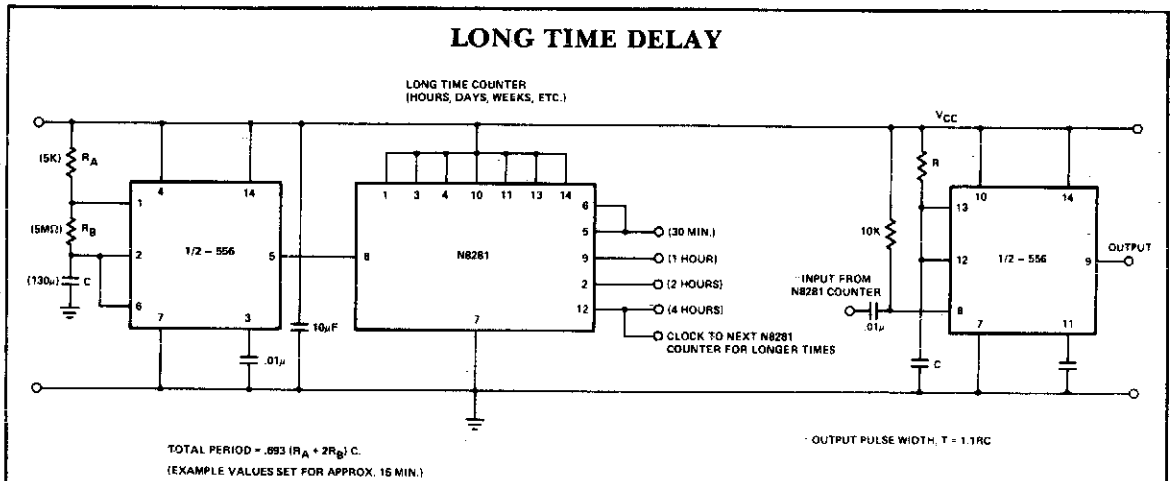 LONG TIME DELAY
LONG TIME COUNTER
(HOURS, DAYS, WEEKS, ETC.)
VCC
(5K) RA
4 14
1 3 4 10 11 13 14
R
10 14
1
6
13
(5MΩ) RB
5 (30 MIN.)
10K
2 1/2 – 556 5
8 N8281
9 (1 HOUR)
12 1/2 – 556 9 OUTPUT
(130µ) C
2 (2 HOURS)
INPUT FROM
N8281 COUNTER
6
12 (4 HOURS)
8
7 3
10µF
7
CLOCK TO NEXT N8281
COUNTER FOR LONGER TIMES
.01µ
7 11
.01µ
C
TOTAL PERIOD = .693 (RA + 2RB) C.
(EXAMPLE VALUES SET FOR APPROX. 15 MIN.)
OUTPUT PULSE WIDTH, T = 1.1RC